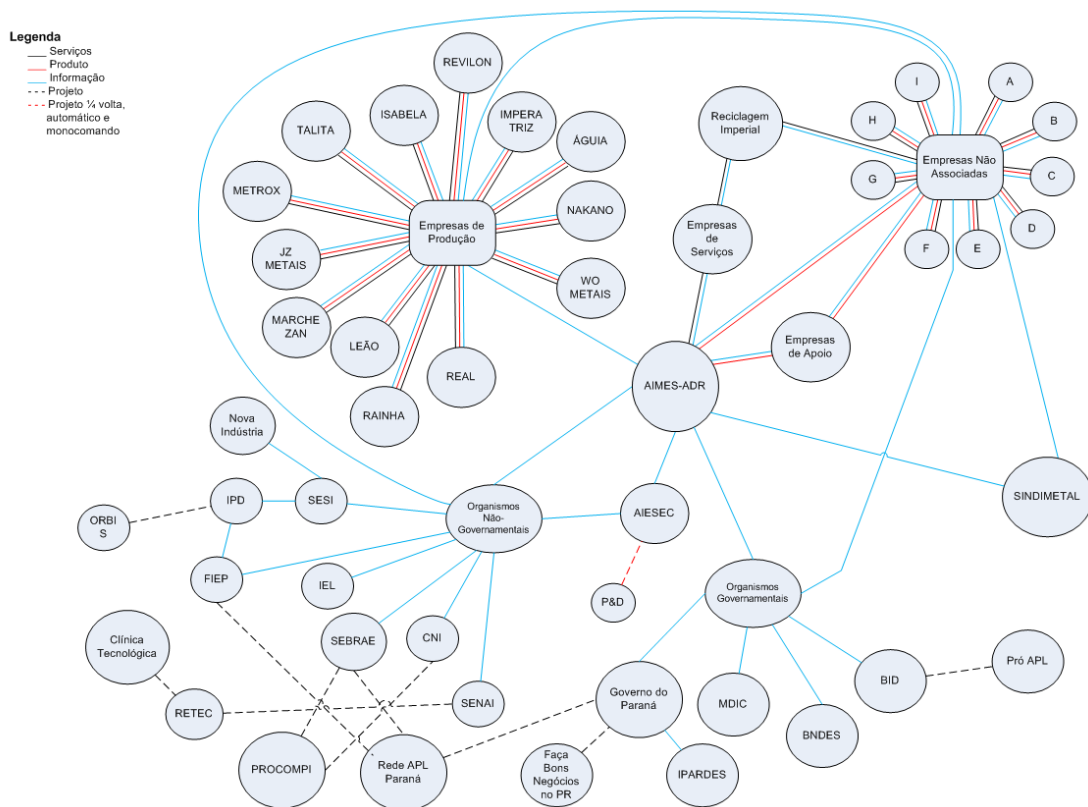 Legenda
Serviços
Produto
Informação
Projeto
Projeto ¼ volta,
automático e
monocomando
REVILON
ISABELA
IMPERA
TRIZ
TALITA
ÁGUIA
METROX
NAKANO
Empresas de
Produção
JZ
METAIS
WO
METAIS
MARCHE
ZAN
LEÃO
REAL
RAINHA
Reciclagem
Imperial
I
A
H
B
Empresas Não
Associadas
G
C
F
E
D
Empresas
de
Serviços
Empresas
de Apoio
AIMES-ADR
SINDIMETAL
Nova
Indústria
IPD
SESI
ORBI
S
Organismos
Não-
Governamentais
AIESEC
FIEP
IEL
P&D
Organismos
Governamentais
Clínica
Tecnológica
SEBRAE
CNI
RETEC
SENAI
PROCOMPI
Rede APL
Paraná
Governo do
Paraná
MDIC
BID
Pró APL
BNDES
Faça
Bons
Negócios
no PR
IPARDES